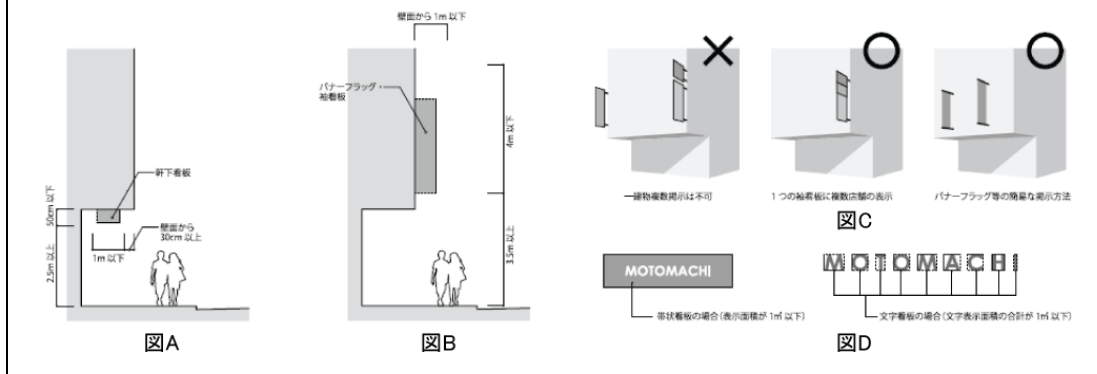 軒下看板
50cm 以下
2.5m 以上
壁面から
30cm 以上
1m 以下
図A
壁面から 1m 以下
バナーフラッグ・
袖看板
4m 以下
3.5m 以上
図B
一建物複数掲示は不可
1 つの袖看板に複数店舗の表示
バナーフラッグ等の簡易な掲示方法
図C
MOTOMACHI
帯状看板の場合（表示面積が 1㎡ 以下）
MOTOMACHI
文字看板の場合（文字表示面積の合計が 1㎡ 以下）
図D